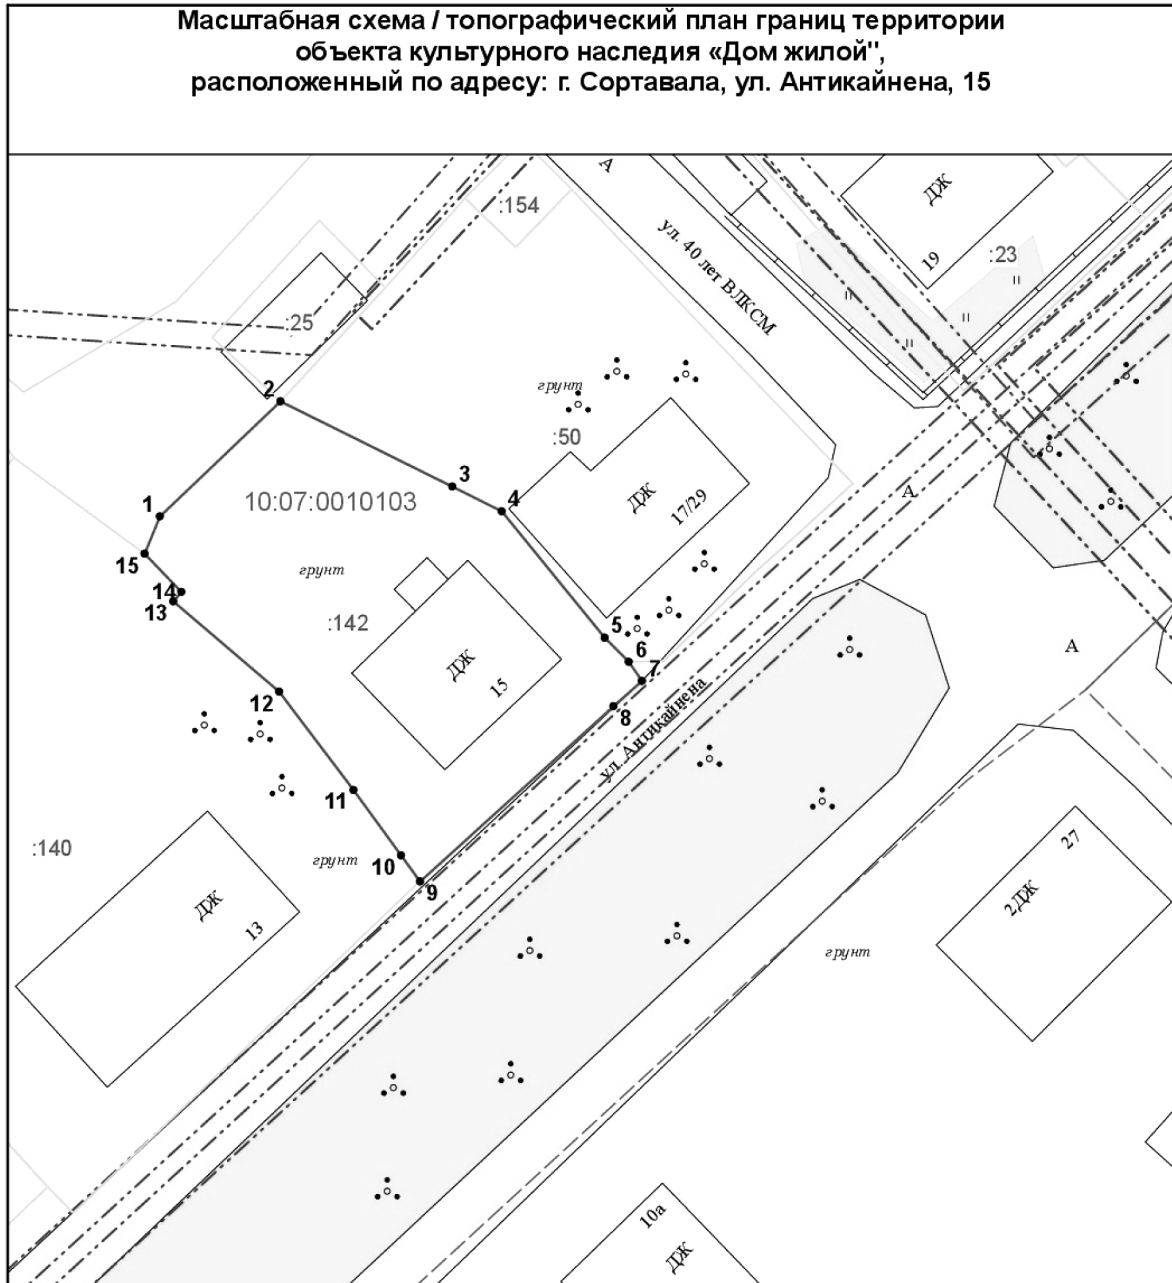 Масштабная схема / топографический план границ территории
объекта культурного наследия «Дом жилой",
расположенный по адресу: г. Сортавала, ул. Антикайнена, 15
А
ДЖ
:154
ул. 40 лет ВЛКСМ
19
:23
:25
2
грунт
:50
3
4
ДЖ
17/29
А
1
10:07:0010103
15
грунт
14
13
:142
5
6
7
ДЖ
15
А
12
8
ул. Антикайнена
11
:140
грунт
10
9
ДЖ
13
27
2ДЖ
грунт
10а
ДЖ